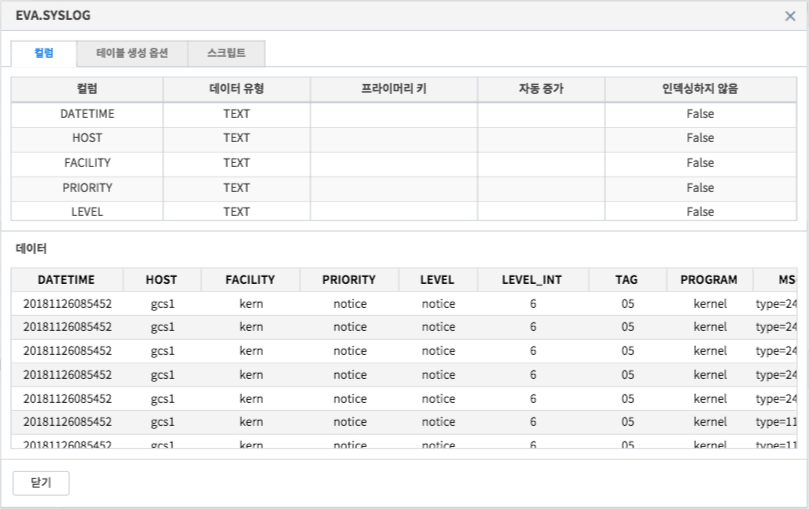 EVA.SYSLOG
컬럼 테이블 생성 옵션 스크립트
컬럼 데이터 유형 프라이머리 키 자동 증가 인덱싱하지 않음
DATETIME TEXT False
HOST TEXT False
FACILITY TEXT False
PRIORITY TEXT False
LEVEL TEXT False
데이터
DATETIME HOST FACILITY PRIORITY LEVEL LEVEL_INT TAG PROGRAM MS
20181126085452 gcs1 kern notice notice 6 05 kernel type=24
20181126085452 gcs1 kern notice notice 6 05 kernel type=24
20181126085452 gcs1 kern notice notice 6 05 kernel type=24
20181126085452 gcs1 kern notice notice 6 05 kernel type=24
20181126085452 gcs1 kern notice notice 6 05 kernel type=24
20181126085452 gcs1 kern notice notice 6 05 kernel type=11
20181126085452 gcs1 kern notice notice 6 05 kernel type=11
닫기